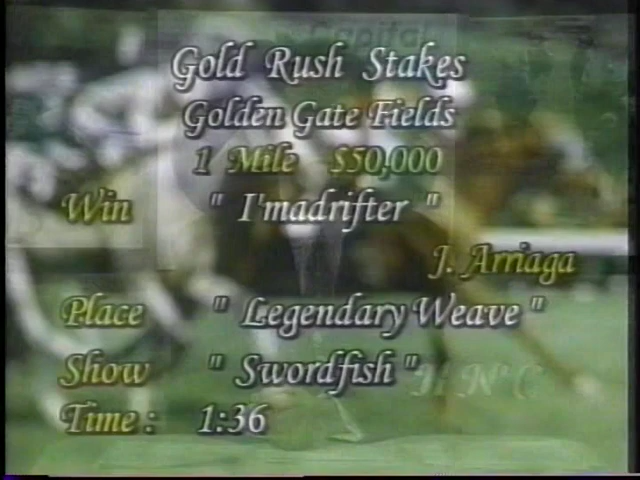 Capital
Gold Rush Stakes
Golden Gate Fields
1 Mile $50,000
Win " I'madrifter "
J. Arriaga
Place " Legendary Weave "
Show " Swordfish "
Time : 1:36